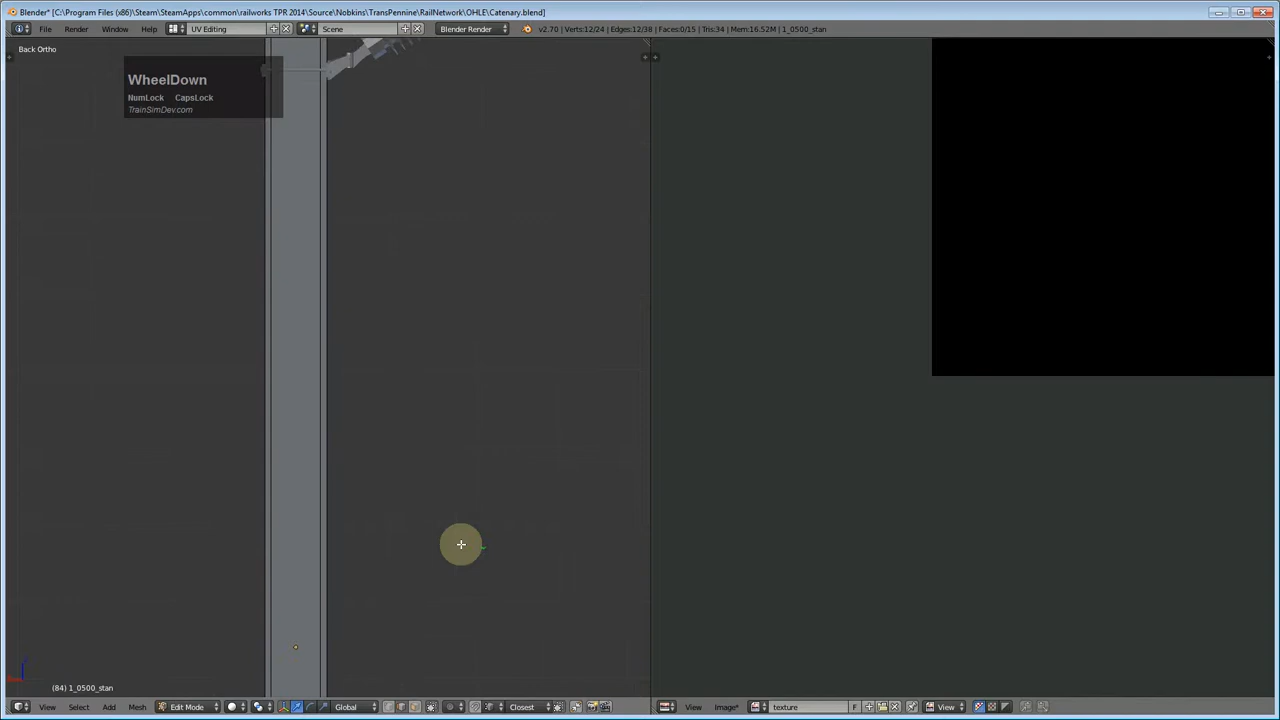 Blender* [C:\Program Files (x86)\Steam\SteamApps\common\railworks TPR 2014\Source\Nobkins\TransPennine\RailNetwork\OHLE\Catenary.blend]
File Render Window Help UV Editing Scene Blender Render v2.70 | Verts:12/24 | Edges:12/38 | Faces:0/15 | Tris:34 | Mem:16.52M | 1_0500_stan
Back Ortho
WheelDown
NumLock CapsLock
TrainSimDev.com
(84) 1_0500_stan
View Select Add Mesh Edit Mode Global Closest View Image* texture F View